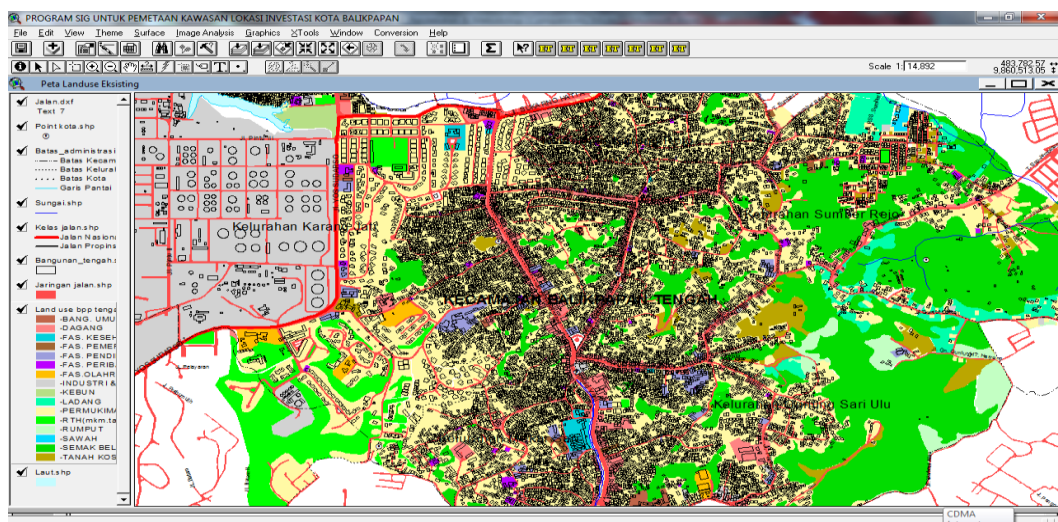 PROGRAM SIG UNTUK PEMETAAN KAWASAN LOKASI INVESTASI KOTA BALIKPAPAN
File Edit View Theme Surface Image Analysis Graphics XTools Window Conversion Help
Scale 1: 14,892
483,782.57
9,860,513.05
Peta Landuse Eksisting
Jalan.dxf
Text 7
Point kota.shp
Batas_administrasi
Batas Kecam
Batas Kelural
Batas Kota
Garis Pantai
Sungai.shp
Kelas jalan.shp
Jalan Nasiona
Jalan Propins
Bangunan_tengah.s
Jaringan jalan.shp
Land use bpp tenga
-BANG. UMU
-DAGANG
-FAS. KESEH
-FAS. PEMER
-FAS. PENDI
-FAS. PERIB
-FAS.OLAHR
-INDUSTRI &
-KEBUN
-LADANG
-PERMUKIMA
-RTH(mkm.ta
-RUMPUT
-SAWAH
-SEMAK BEL
-TANAH KOS
Laut.shp
Kelurahan Sumber Rejo
Kelurahan Karang Jati
KECAMATAN BALIKPAPAN TENGAH
Kelurahan Gunung Sari Ulu
CDMA